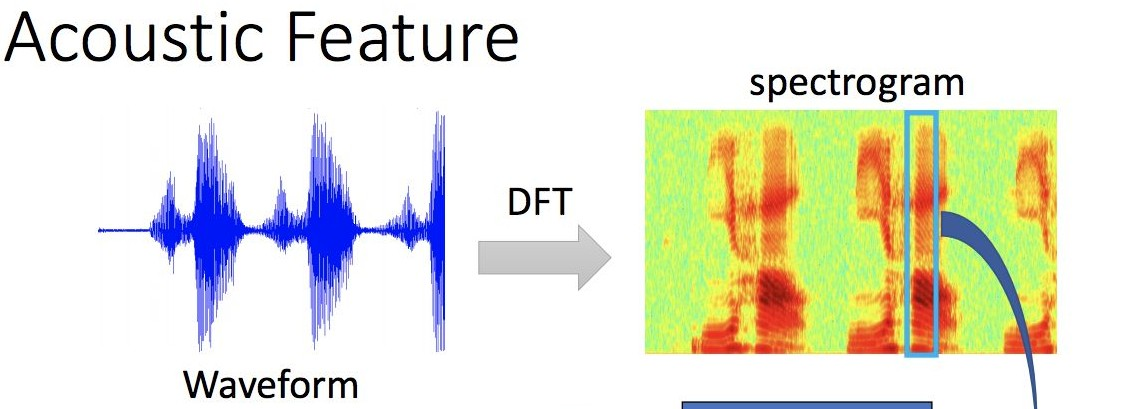 Acoustic Feature
spectrogram
DFT
Waveform